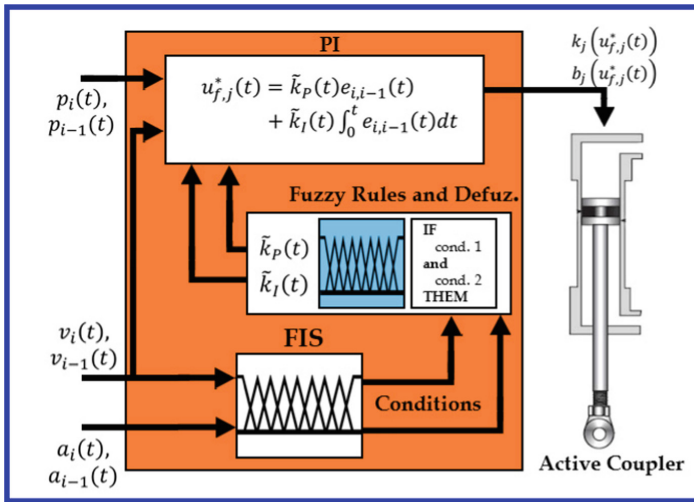 PI
u*_{f,j}(t) = k̃_P(t)e_{i,i−1}(t)
+ k̃_I(t) ∫_0^t e_{i,i−1}(t)dt
k_j(u*_{f,j}(t))
b_j(u*_{f,j}(t))
p_i(t),
p_{i−1}(t)
Fuzzy Rules and Defuz.
k̃_P(t)
k̃_I(t)
IF
cond. 1
and
cond. 2
THEM
v_i(t),
v_{i−1}(t)
FIS
Conditions
a_i(t),
a_{i−1}(t)
Active Coupler